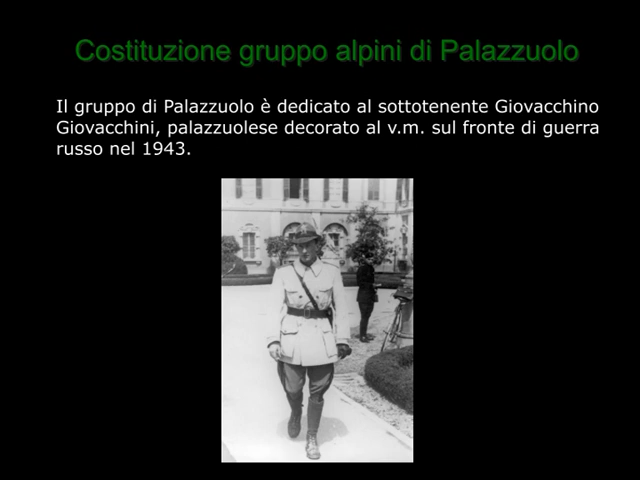 Costituzione gruppo alpini di Palazzuolo
Il gruppo di Palazzuolo è dedicato al sottotenente Giovacchino
Giovacchini, palazzuolese decorato al v.m. sul fronte di guerra
russo nel 1943.